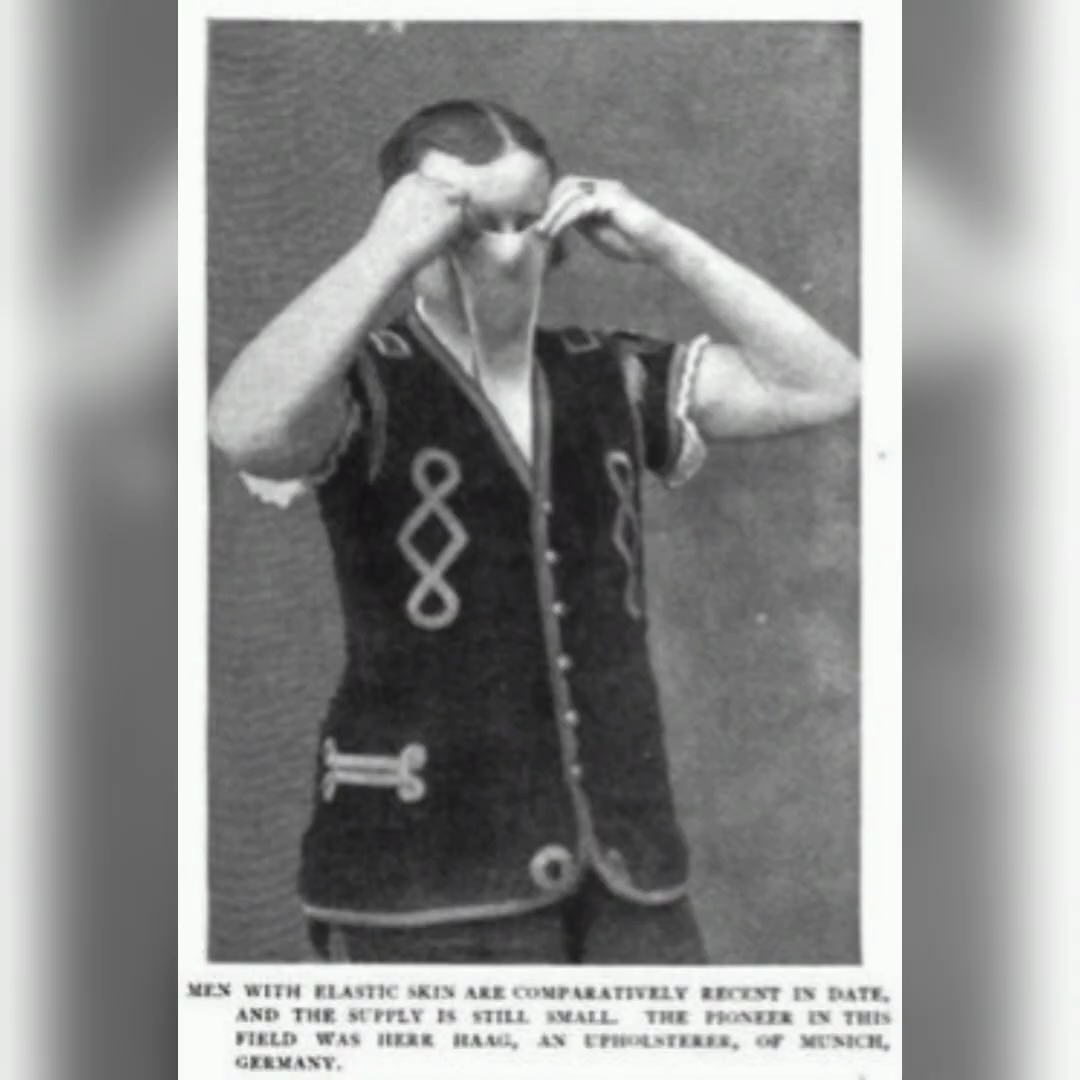 MEN WITH ELASTIC SKIN ARE COMPARATIVELY RECENT IN DATE,
AND THE SUPPLY IS STILL SMALL. THE PIONEER IN THIS
FIELD WAS HERR HAAG, AN UPHOLSTERER, OF MUNICH,
GERMANY.